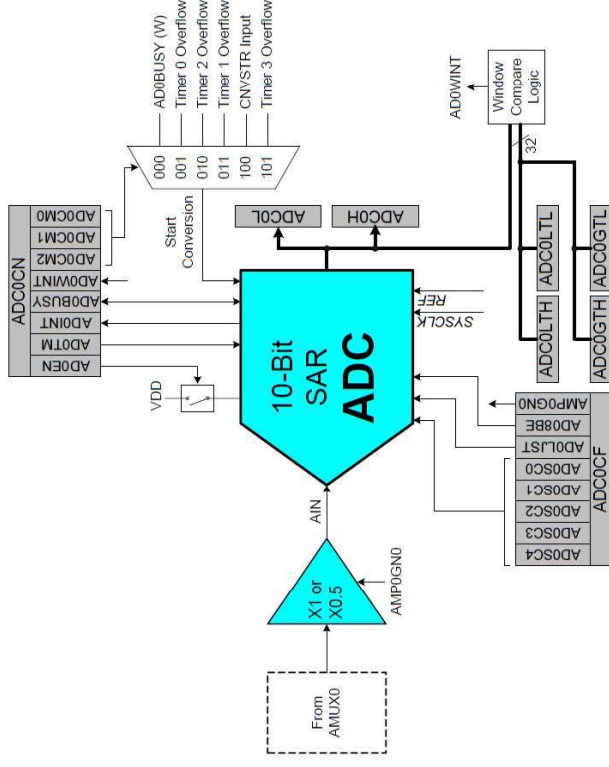 ADC0CN
AD0EN
AD0TM
AD0INT
AD0BUSY
AD0WINT
AD0CM2
AD0CM1
AD0CM0
VDD
Start
Conversion
000
001
010
011
100
101
AD0BUSY (W)
Timer 0 Overflow
Timer 2 Overflow
Timer 1 Overflow
CNVSTR Input
Timer 3 Overflow
From
AMUX0
X1 or
X0.5
AMP0GN0
AIN
10-Bit
SAR
ADC
ADC0L
ADC0H
SYSCLK
REF
AD0WINT
Window
Compare
Logic
32
AD0SC4
AD0SC3
AD0SC2
AD0SC1
AD0SC0
AD0LJST
AD08BE
AMP0GN0
ADC0CF
ADC0LTH
ADC0LTL
ADC0GTH
ADC0GTL